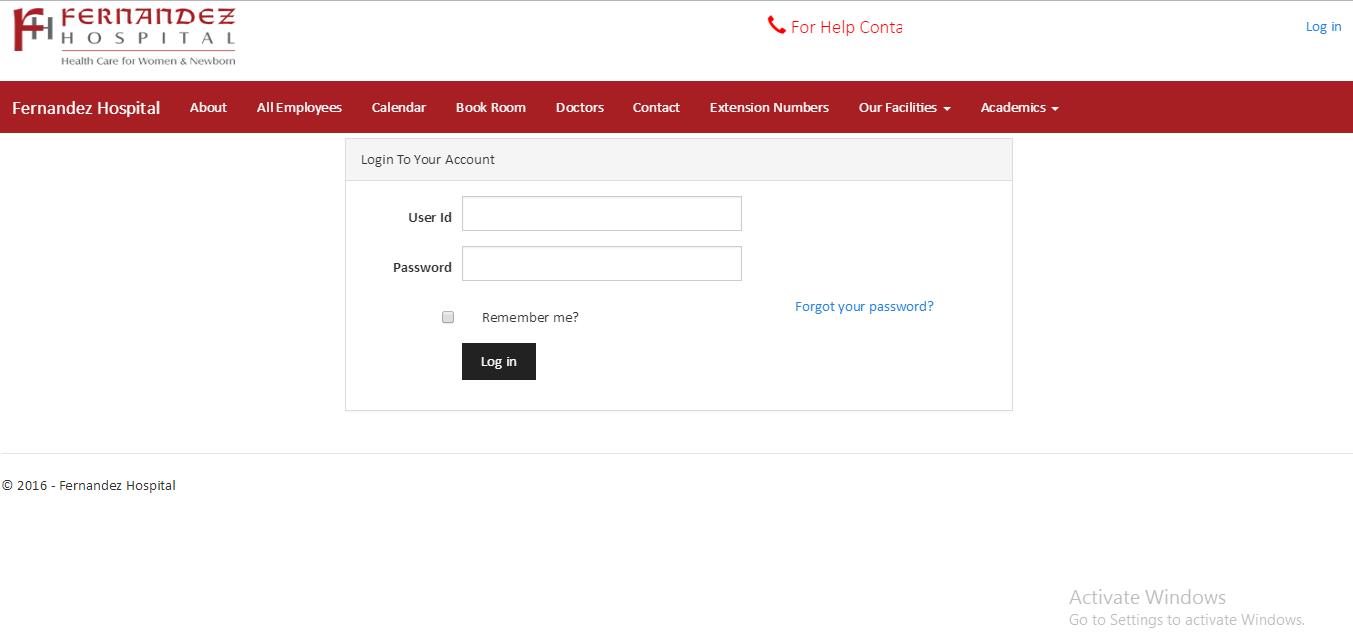 FERNANDEZ
HOSPITAL
Health Care for Women & Newborn
For Help Conta
Log in
Fernandez Hospital About All Employees Calendar Book Room Doctors Contact Extension Numbers Our Facilities Academics
Login To Your Account
User Id
Password
Forgot your password?
Remember me?
Log in
© 2016 - Fernandez Hospital
Activate Windows
Go to Settings to activate Windows.